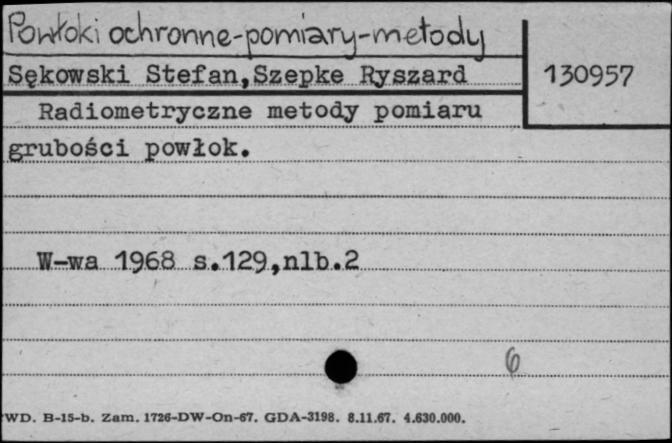 Powłoki ochronne-pomiary-metody
Sękowski Stefan,Szepke Ryszard
130957
Radiometryczne metody pomiaru
grubości powłok.
W-wa 1968 s.129,nlb.2
6
WD. B-15-b. Zam. 1726-DW-On-67. GDA-3198. 8.11.67. 4.630.000.